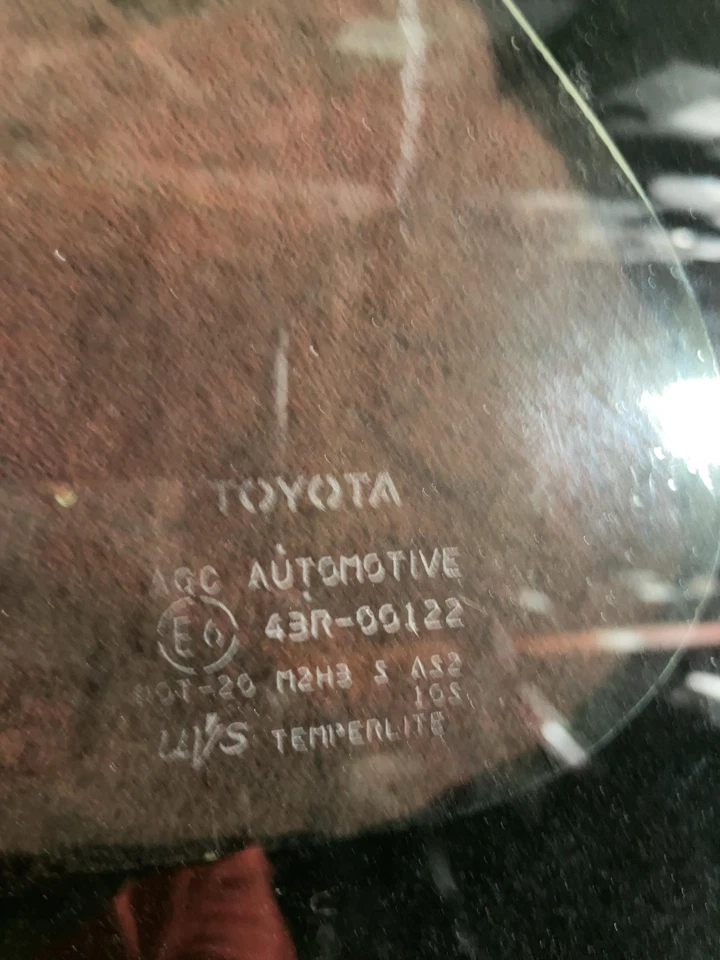 TOYOTA
AGC AUTOMOTIVE
E6 43R-00122
DOT-20 M2H3 S AS2
10S
TEMPERLITE